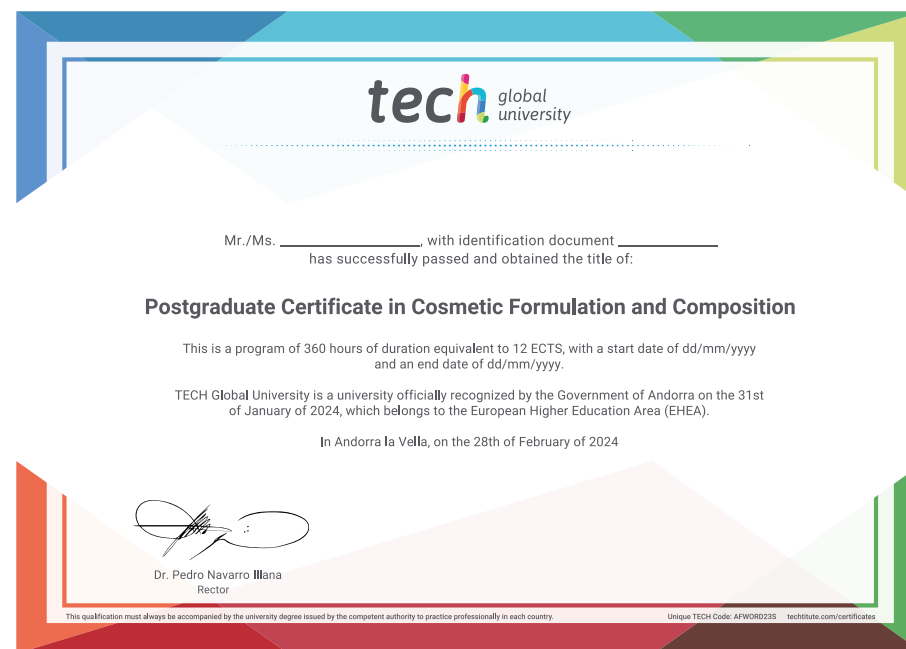 tech global university
Mr./Ms. ____________________, with identification document ______________
has successfully passed and obtained the title of:
Postgraduate Certificate in Cosmetic Formulation and Composition
This is a program of 360 hours of duration equivalent to 12 ECTS, with a start date of dd/mm/yyyy
and an end date of dd/mm/yyyy.
TECH Global University is a university officially recognized by the Government of Andorra on the 31st
of January of 2024, which belongs to the European Higher Education Area (EHEA).
In Andorra la Vella, on the 28th of February of 2024
Dr. Pedro Navarro Illana
Rector
This qualification must always be accompanied by the university degree issued by the competent authority to practice professionally in each country.
Unique TECH Code: AFWORD23S techtitute.com/certificates